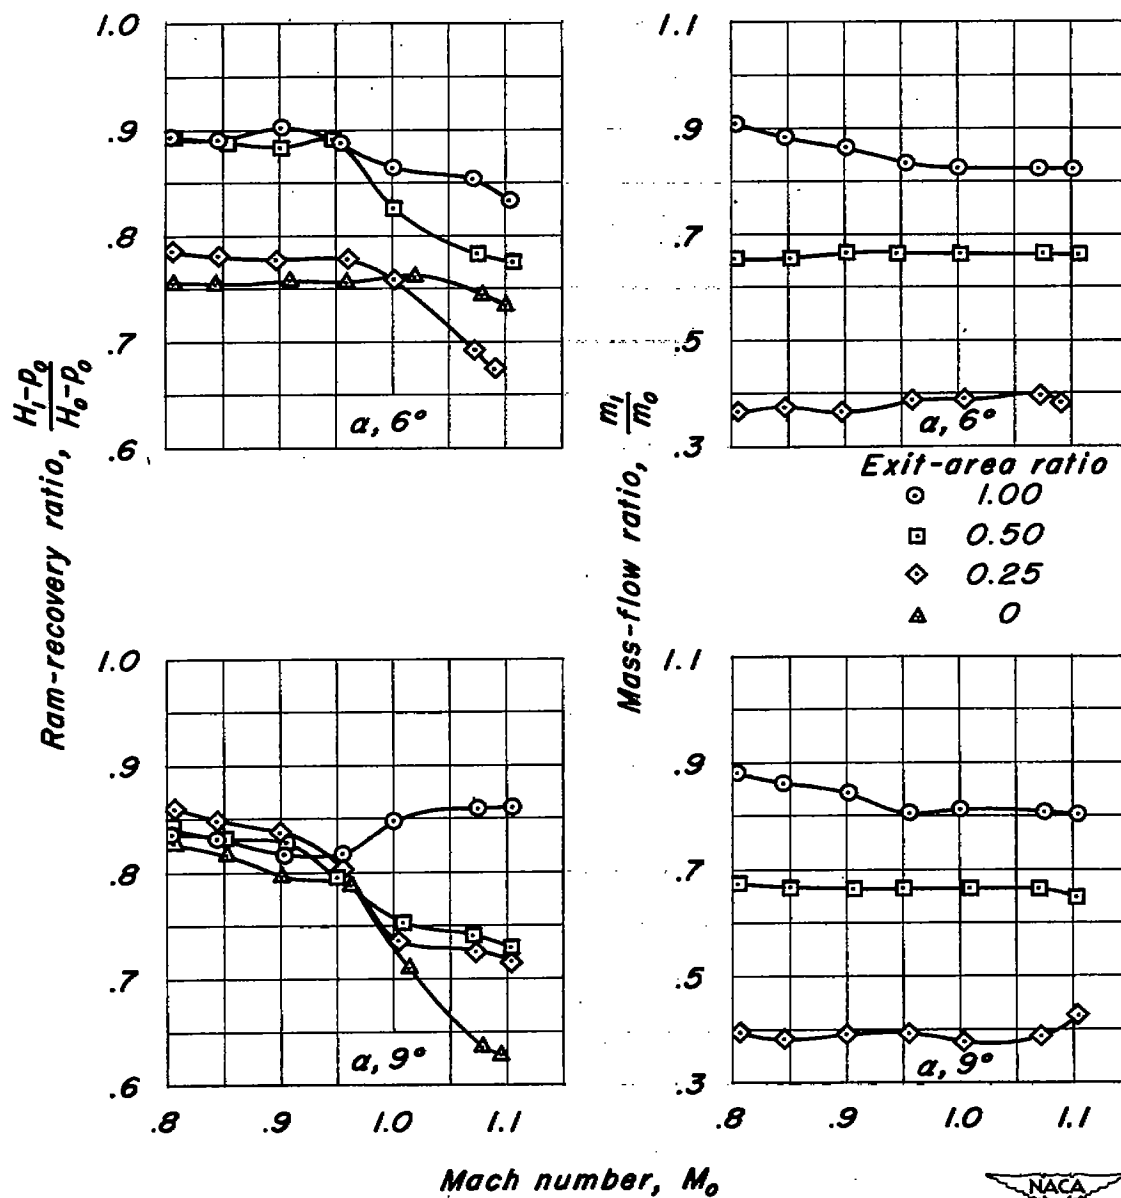 1.0
.9
.8
.7
.6
Ram-recovery ratio, H₁-p₀/H₀-p₀
α, 6°
1.1
.9
.7
.5
.3
Mass-flow ratio, m₁/m₀
α, 6°
Exit-area ratio
1.00
0.50
0.25
0
1.0
.9
.8
.7
.6
α, 9°
.8 .9 1.0 1.1
1.1
.9
.7
.5
.3
α, 9°
.8 .9 1.0 1.1
Mach number, M₀
NACA